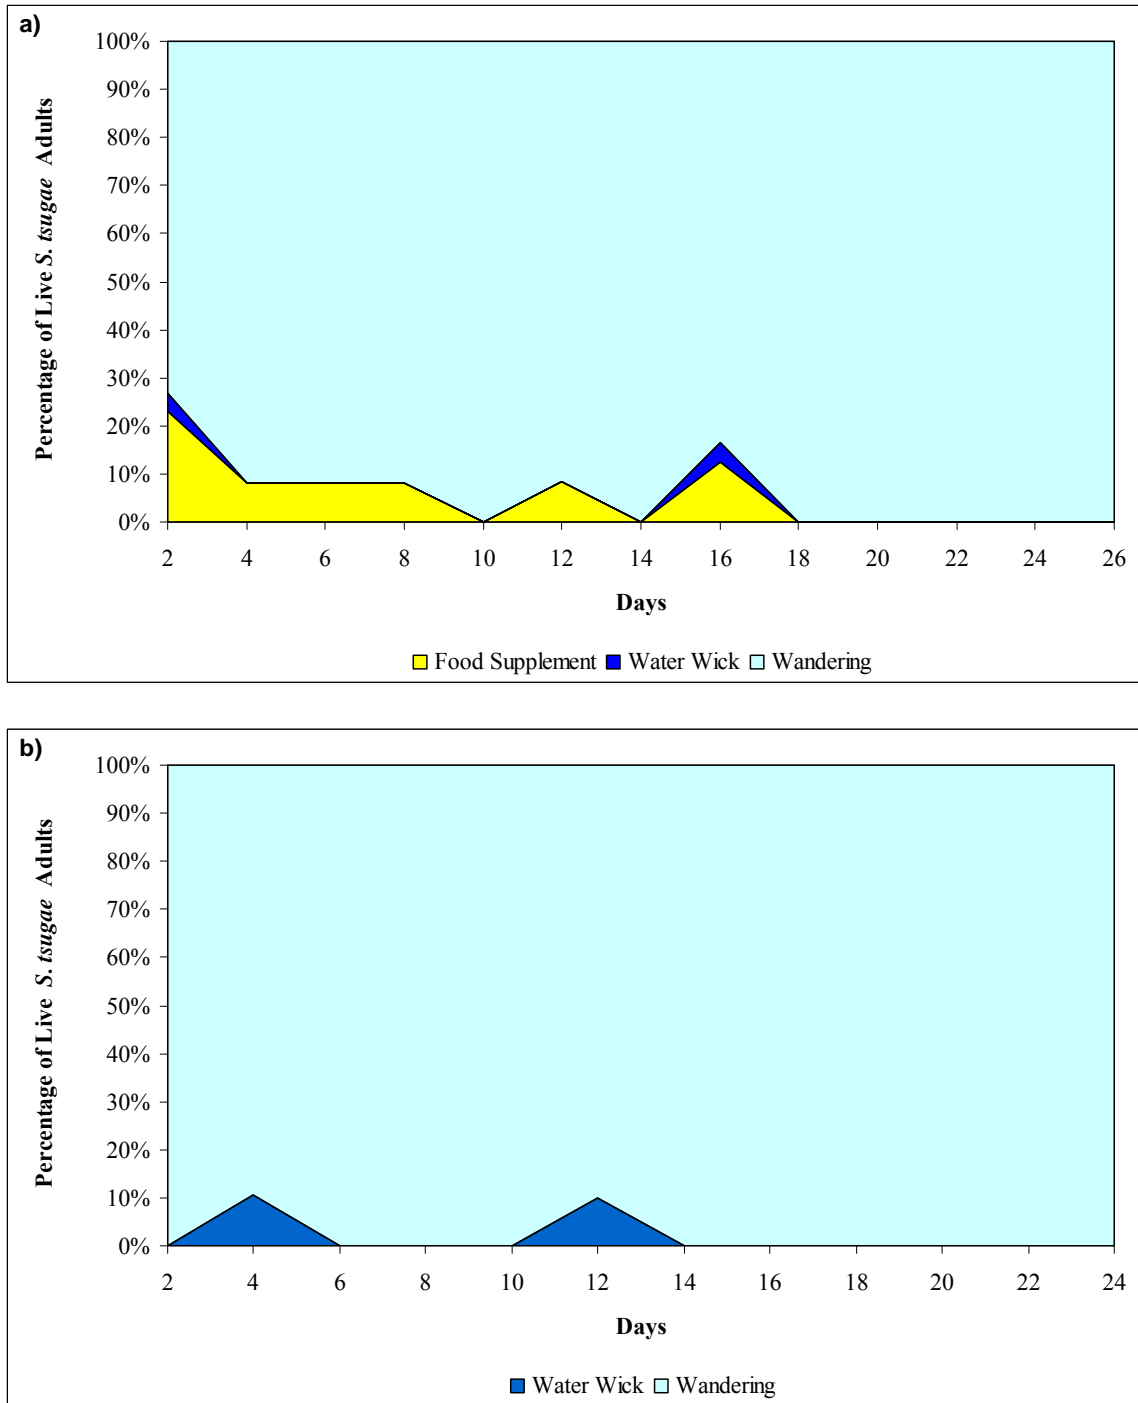 a)
100%
90%
80%
70%
60%
50%
40%
30%
20%
10%
0%
Percentage of Live S. tsugae Adults
2 4 6 8 10 12 14 16 18 20 22 24 26
Days
Food Supplement Water Wick Wandering
b)
100%
90%
80%
70%
60%
50%
40%
30%
20%
10%
0%
Percentage of Live S. tsugae Adults
2 4 6 8 10 12 14 16 18 20 22 24
Days
Water Wick Wandering